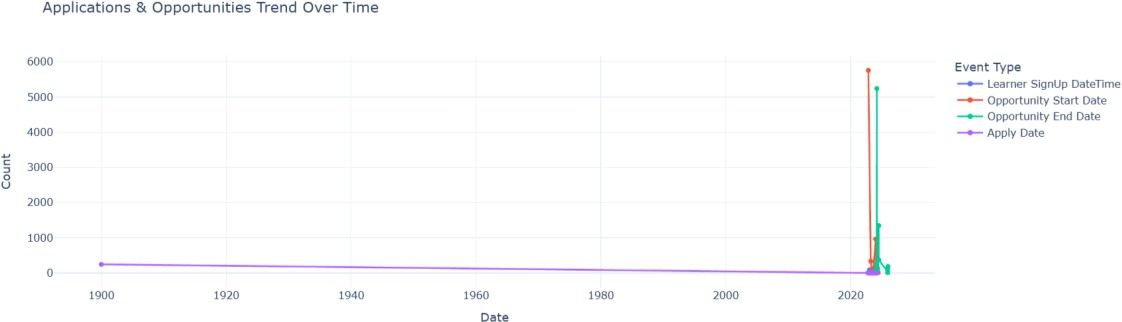 Applications & Opportunities Trend Over Time
Event Type
Learner SignUp DateTime
Opportunity Start Date
Opportunity End Date
Apply Date
Count
6000
5000
4000
3000
2000
1000
0
1900 1920 1940 1960 1980 2000 2020
Date